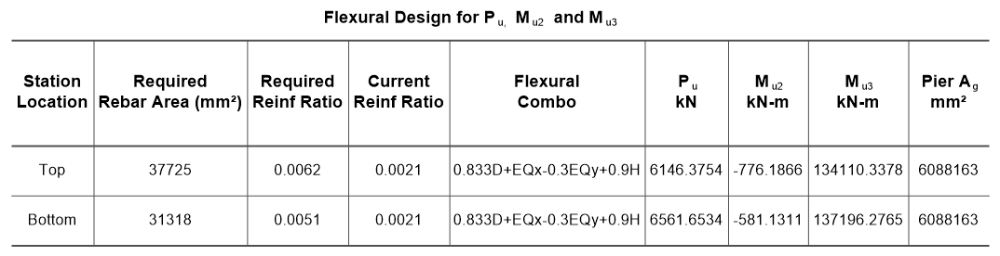 Flexural Design for P u, M u2 and M u3
Station Location Required Rebar Area (mm²) Required Reinf Ratio Current Reinf Ratio Flexural Combo P u kN M u2 kN-m M u3 kN-m Pier A g mm²
Top 37725 0.0062 0.0021 0.833D+EQx-0.3EQy+0.9H 6146.3754 -776.1866 134110.3378 6088163
Bottom 31318 0.0051 0.0021 0.833D+EQx-0.3EQy+0.9H 6561.6534 -581.1311 137196.2765 6088163